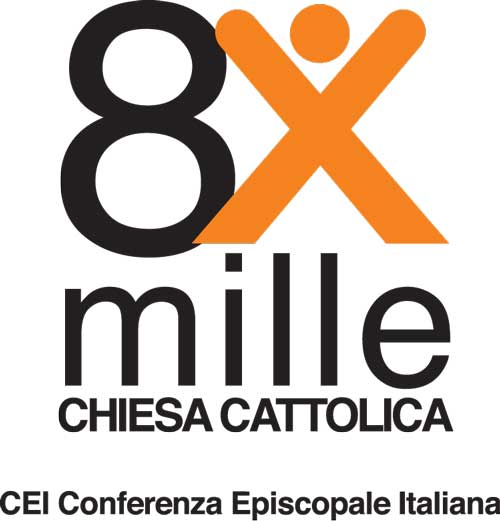 8X
mille
CHIESA CATTOLICA
CEI Conferenza Episcopale Italiana